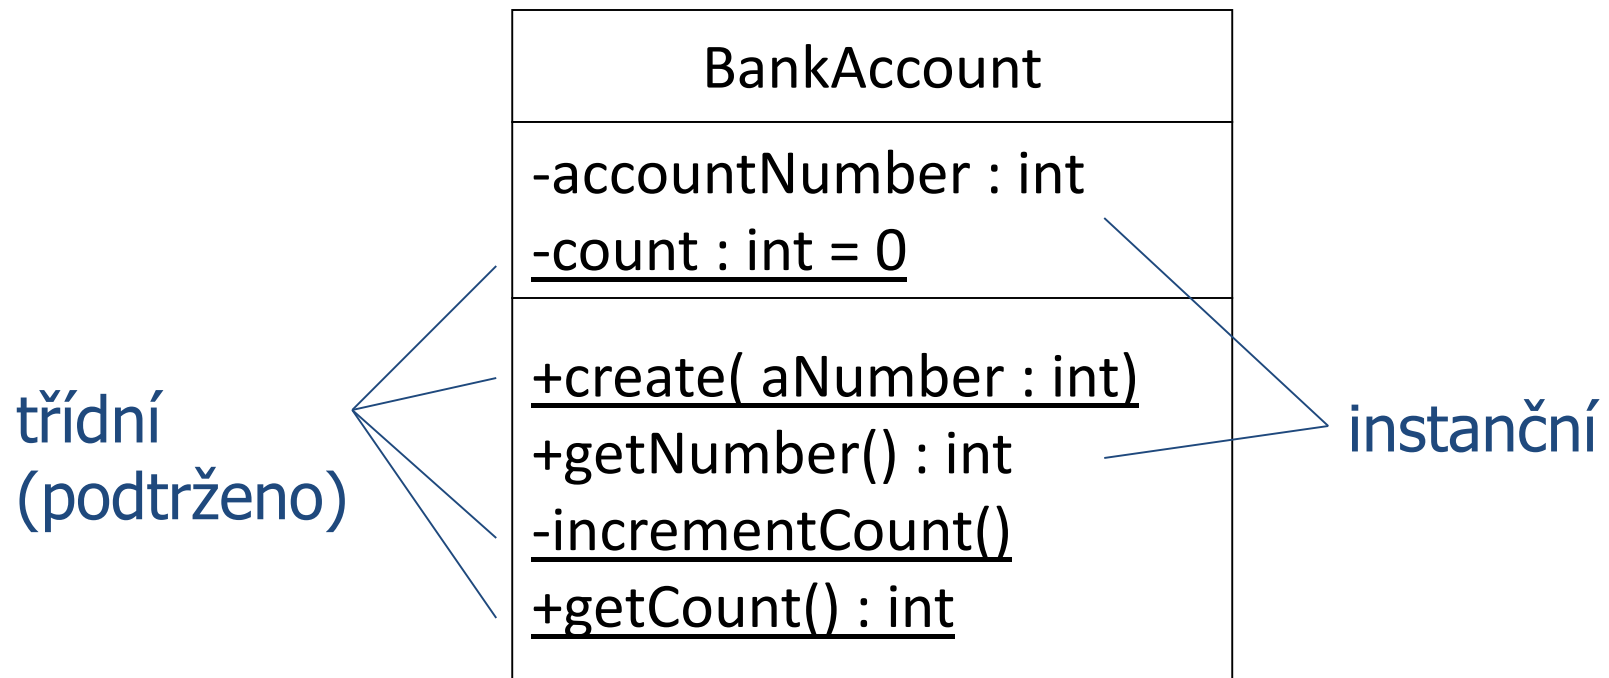 BankAccount
-accountNumber : int
-count : int = 0
+create( aNumber : int)
+getNumber() : int
-incrementCount()
+getCount() : int
třídní
(podtrženo)
instanční